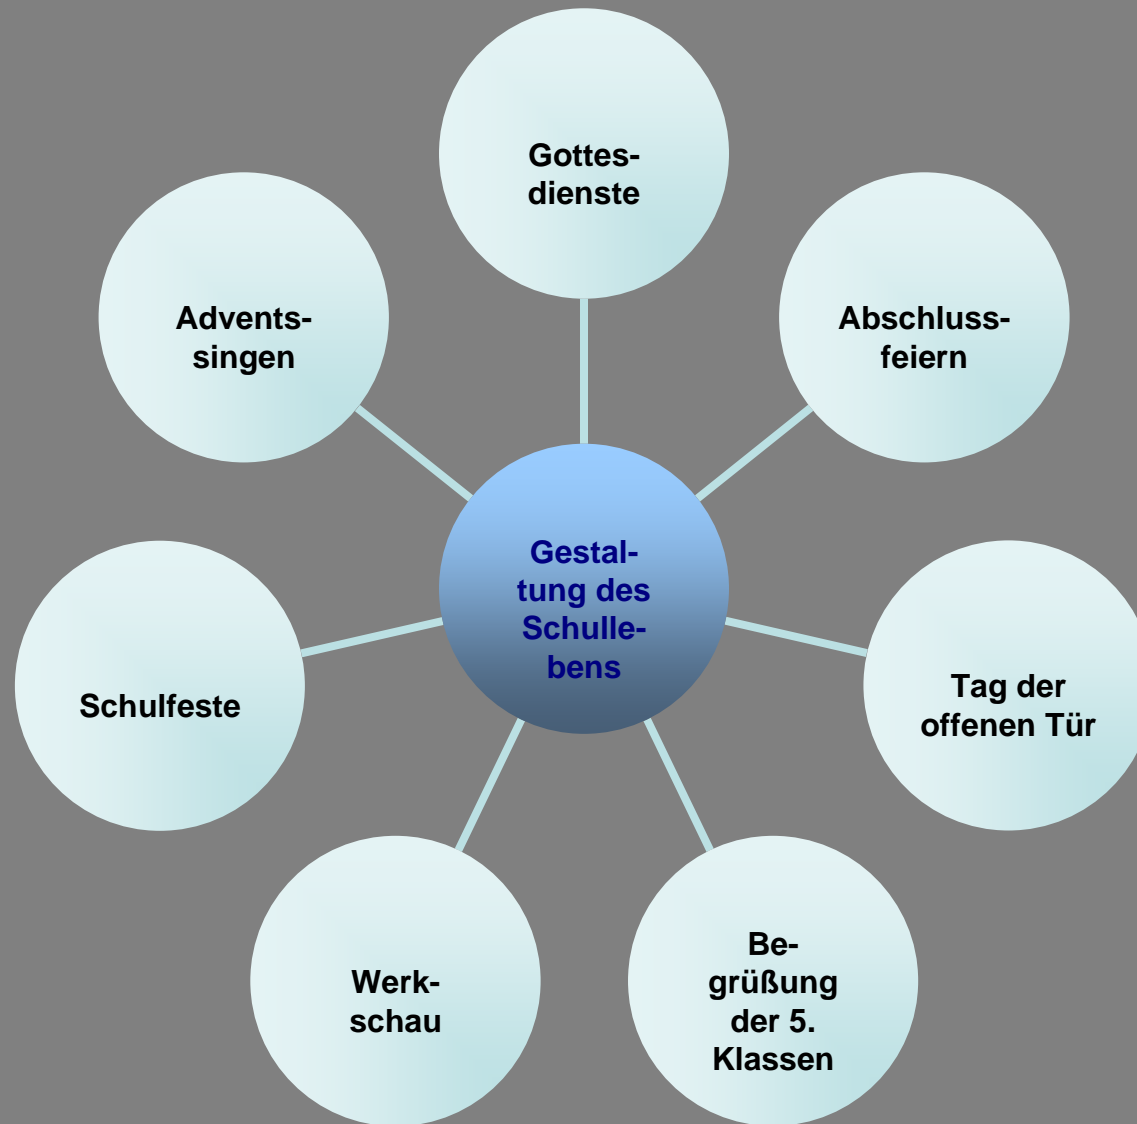 Gottes-
dienste
Advents-
singen
Abschluss-
feiern
Gestal-
tung des
Schulle-
bens
Schulfeste
Tag der
offenen Tür
Werk-
schau
Be-
grüßung
der 5.
Klassen